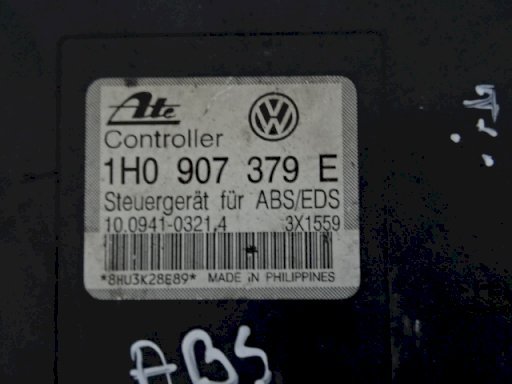 Ate
Controller
1H0 907 379 E
Steuergerät für ABS/EDS
10.0941-0321.4 3X1559
*8HU3K28E89* MADE IN PHILIPPINES
ABS